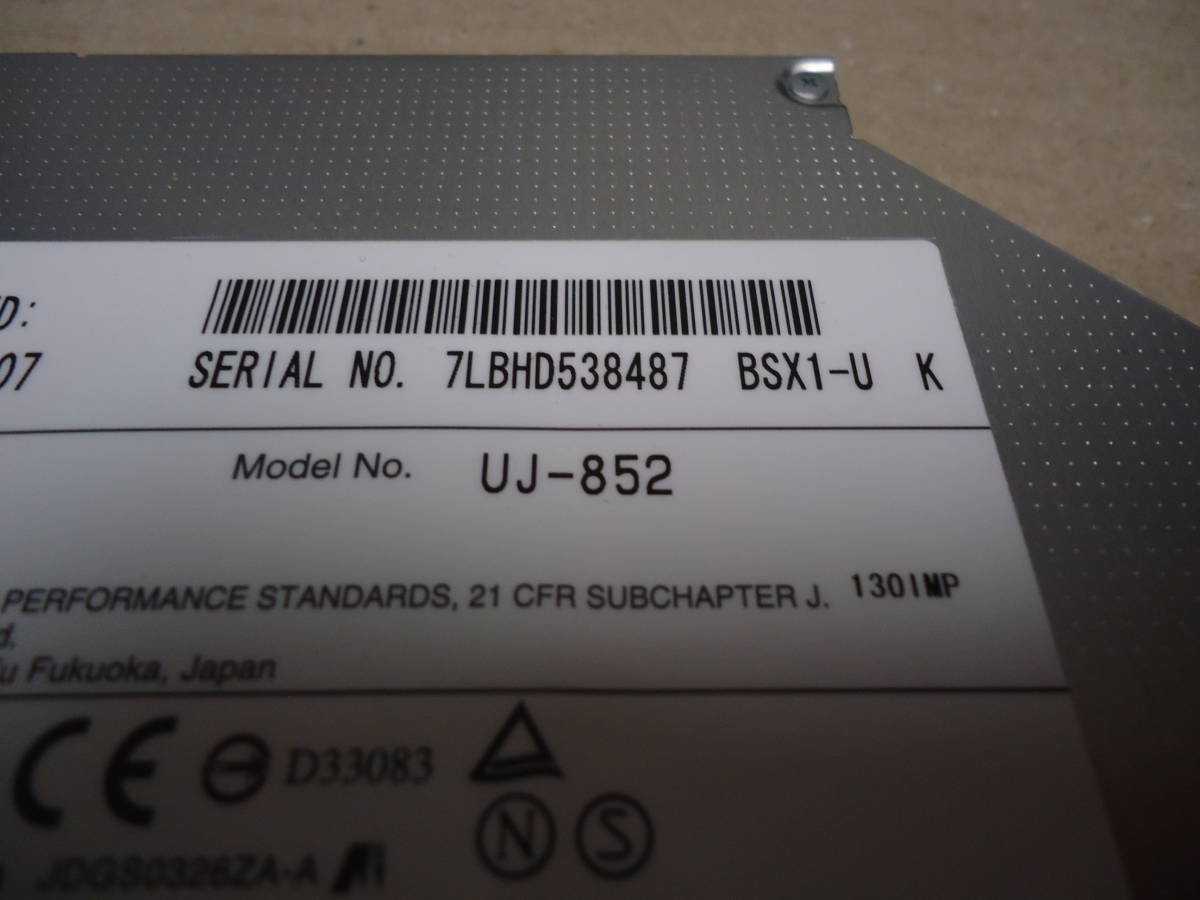 D:
07
SERIAL NO. 7LBHD538487 BSX1-U K
Model No. UJ-852
PERFORMANCE STANDARDS, 21 CFR SUBCHAPTER J. 1301MP
d.
Fukuoka, Japan
CE D33083
N S
JDGS0326ZA-A